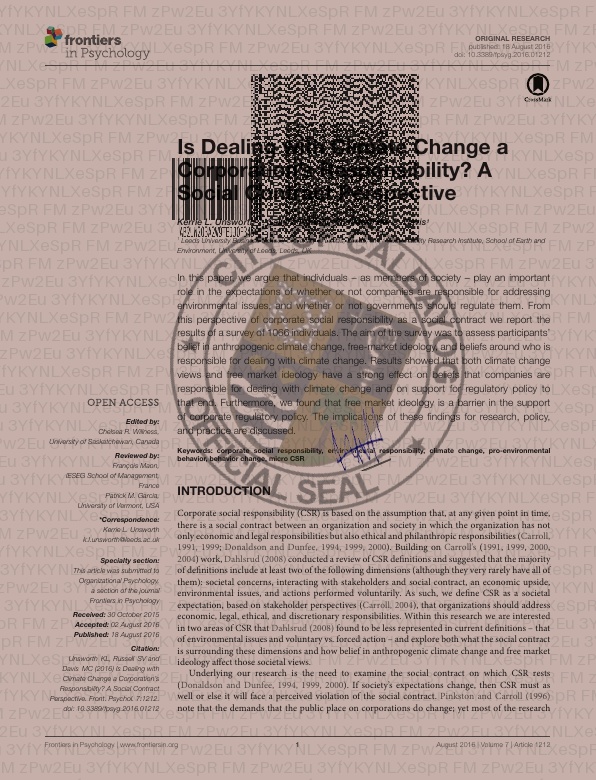 frontiers
in Psychology
ORIGINAL RESEARCH
published: 18 August 2016
doi: 10.3389/fpsyg.2016.01212
CrossMark
Is Dealing with Climate Change a
Corporation's Responsibility? A
Social Contract Perspective
Kerrie L. Unsworth
Leeds University Research Institute, School of Earth and
Environment, University of Leeds, Leeds, UK
In this paper, we argue that individuals – as members of society – play an important
role in the expectations of whether or not companies are responsible for addressing
environmental issues, and whether or not governments should regulate them. From
this perspective of corporate social responsibility as a social contract we report the
results of a survey of 1066 individuals. The aim of the survey was to assess participants'
belief in anthropogenic climate change, free-market ideology, and beliefs around who is
responsible for dealing with climate change. Results showed that both climate change
views and free market ideology have a strong effect on beliefs that companies are
responsible for dealing with climate change and on support for regulatory policy to
that end. Furthermore, we found that free market ideology is a barrier in the support
of corporate regulatory policy. The implications of these findings for research, policy,
and practice are discussed.
Keywords: corporate social responsibility, environmental responsibility, climate change, pro-environmental
behavior, behavior change, micro CSR
OPEN ACCESS
Edited by:
Chelsea R. Willness,
University of Saskatchewan, Canada
Reviewed by:
François Maon,
IESEG School of Management,
France
Patrick M. Garcia,
University of Vermont, USA
*Correspondence:
Kerrie L. Unsworth
k.l.unsworth@leeds.ac.uk
Specialty section:
This article was submitted to
Organizational Psychology,
a section of the journal
Frontiers in Psychology
Received: 30 October 2015
Accepted: 02 August 2016
Published: 18 August 2016
Citation:
Unsworth KL, Russell SV and
Davis MC (2016) Is Dealing with
Climate Change a Corporation's
Responsibility? A Social Contract
Perspective. Front. Psychol. 7:1212.
doi: 10.3389/fpsyg.2016.01212
INTRODUCTION
Corporate social responsibility (CSR) is based on the assumption that, at any given point in time,
there is a social contract between an organization and society in which the organization has not
only economic and legal responsibilities but also ethical and philanthropic responsibilities (Carroll,
1991, 1999; Donaldson and Dunfee, 1994, 1999, 2000). Building on Carroll's (1991, 1999, 2000,
2004) work, Dahlsrud (2008) conducted a review of CSR definitions and suggested that the majority
of definitions include at least two of the following dimensions (although they very rarely have all of
them): societal concerns, interacting with stakeholders and social contract, an economic upside,
environmental issues, and actions performed voluntarily. As such, we define CSR as a societal
expectation, based on stakeholder perspectives (Carroll, 2004), that organizations should address
economic, legal, ethical, and discretionary responsibilities. Within this research we are interested
in two areas of CSR that Dahlsrud (2008) found to be less represented in current definitions – that
of environmental issues and voluntary vs. forced action – and explore both what the social contract
is surrounding these dimensions and how belief in anthropogenic climate change and free market
ideology affect those societal views.
Underlying our research is the need to examine the social contract on which CSR rests
(Donaldson and Dunfee, 1994, 1999, 2000). If society's expectations change, then CSR must as
well or else it will face a perceived violation of the social contract. Pinkston and Carroll (1996)
note that the demands that the public place on corporations do change; yet most of the research
Frontiers in Psychology | www.frontiersin.org
1
August 2016 | Volume 7 | Article 1212
SEAL